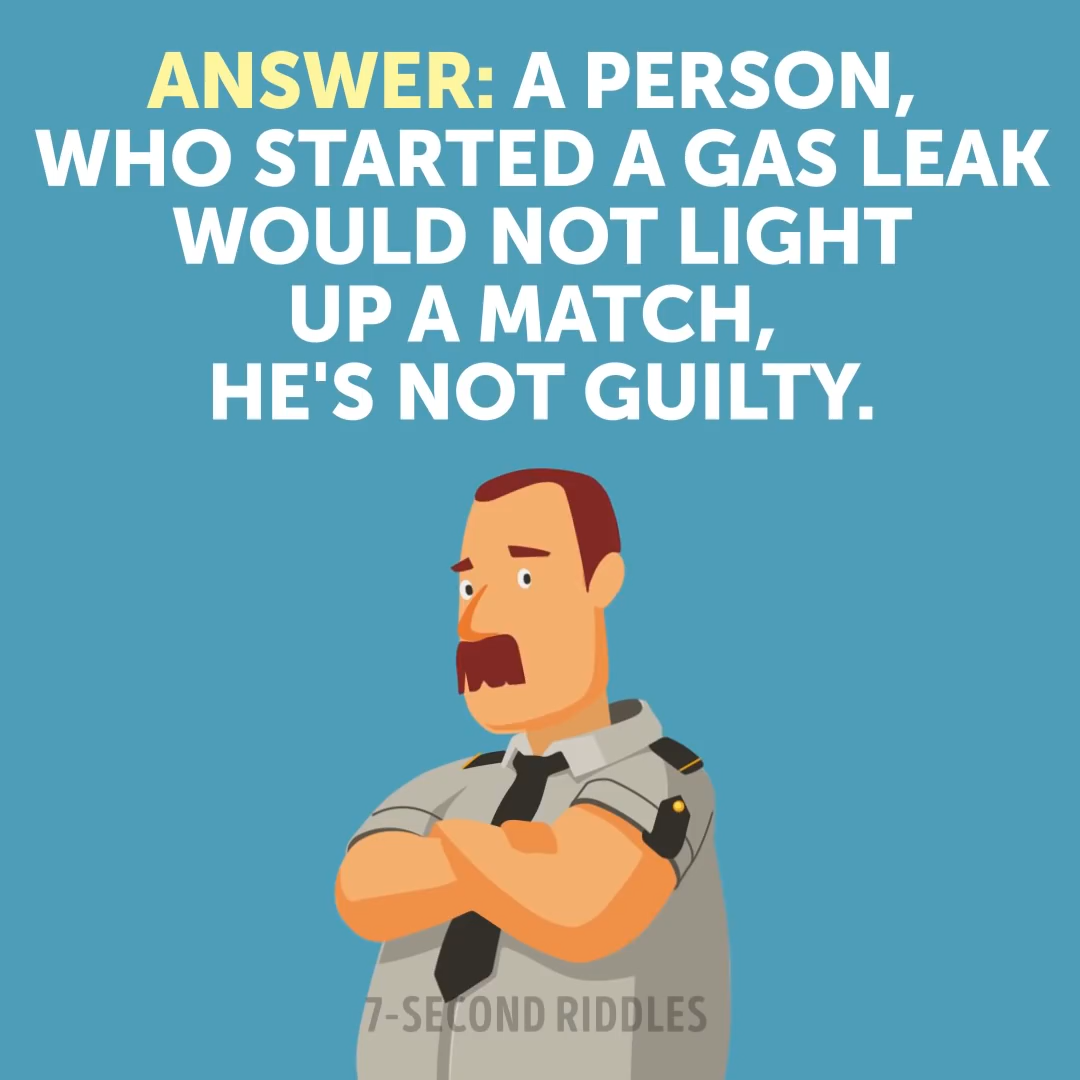 ANSWER: A PERSON,
WHO STARTED A GAS LEAK
WOULD NOT LIGHT
UP A MATCH,
HE'S NOT GUILTY.
7-SECOND RIDDLES